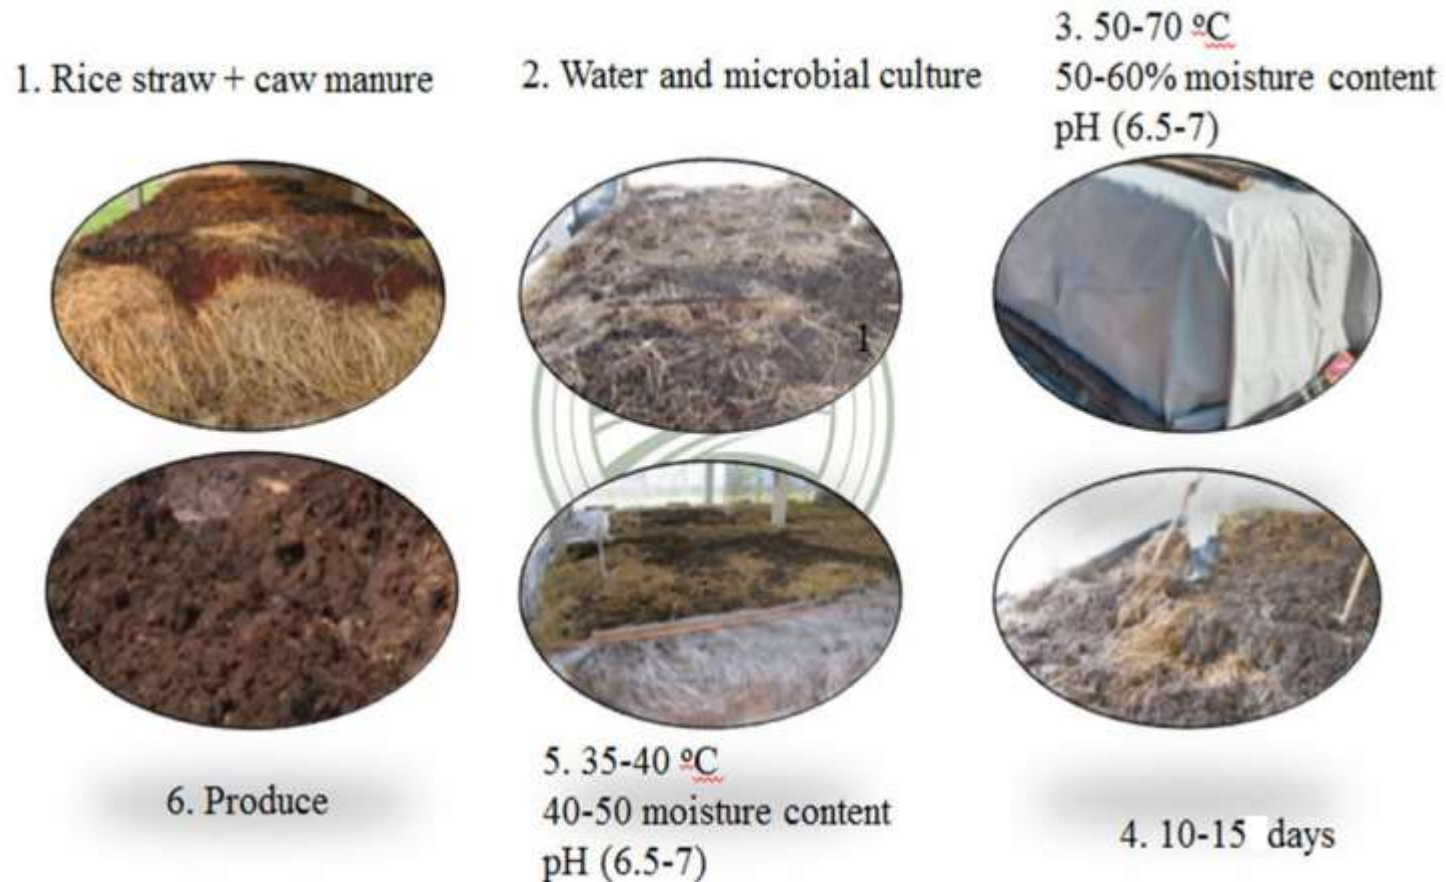 1. Rice straw + caw manure
2. Water and microbial culture
3. 50-70 ºC
50-60% moisture content
pH (6.5-7)
1
6. Produce
5. 35-40 ºC
40-50 moisture content
pH (6.5-7)
4. 10-15 days